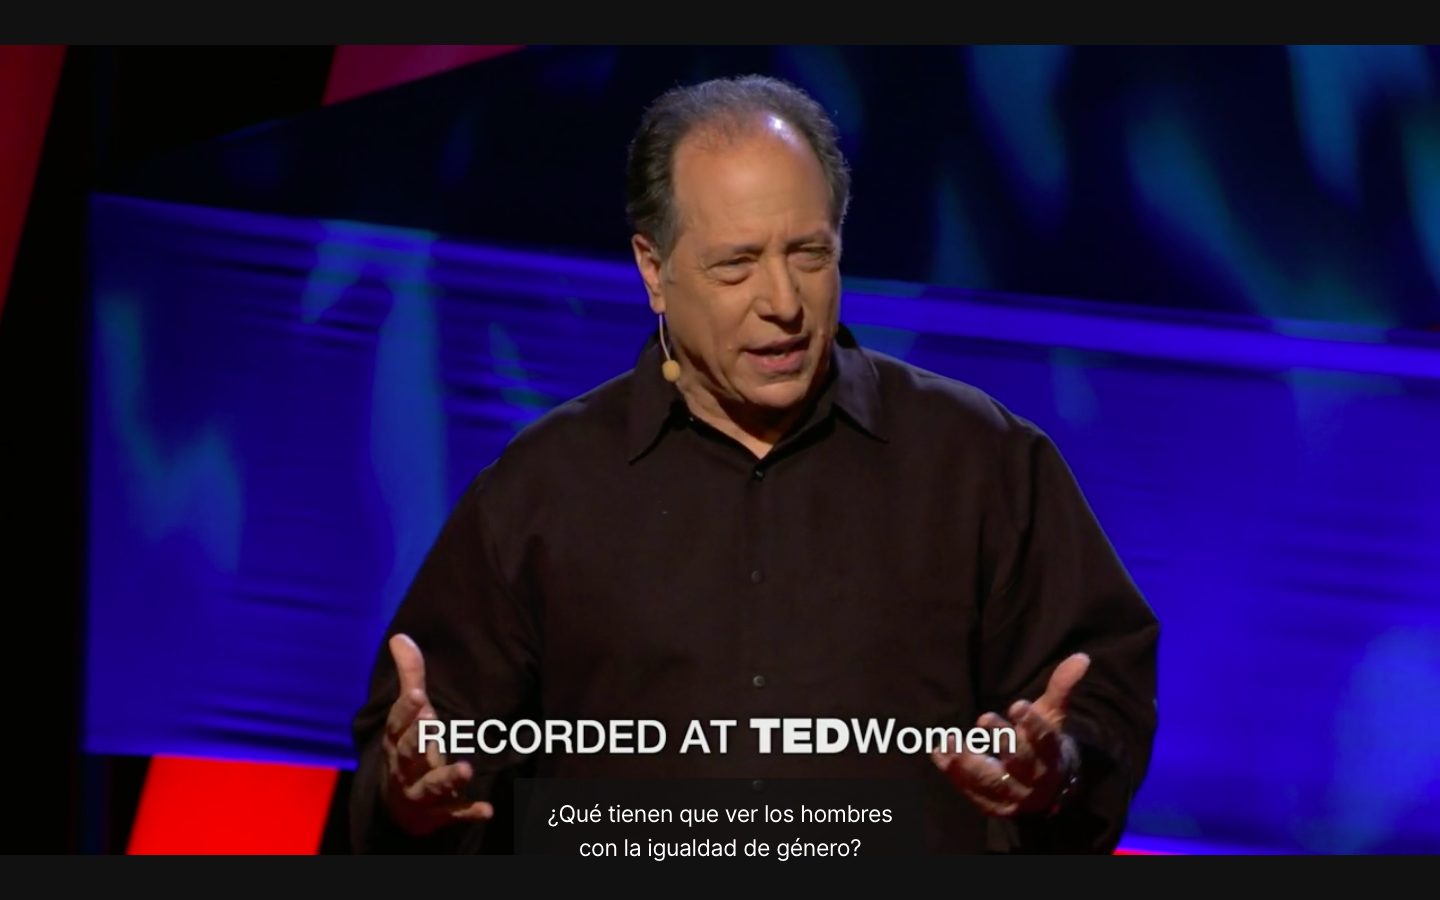 RECORDED AT TEDWomen
¿Qué tienen que ver los hombres
con la igualdad de género?